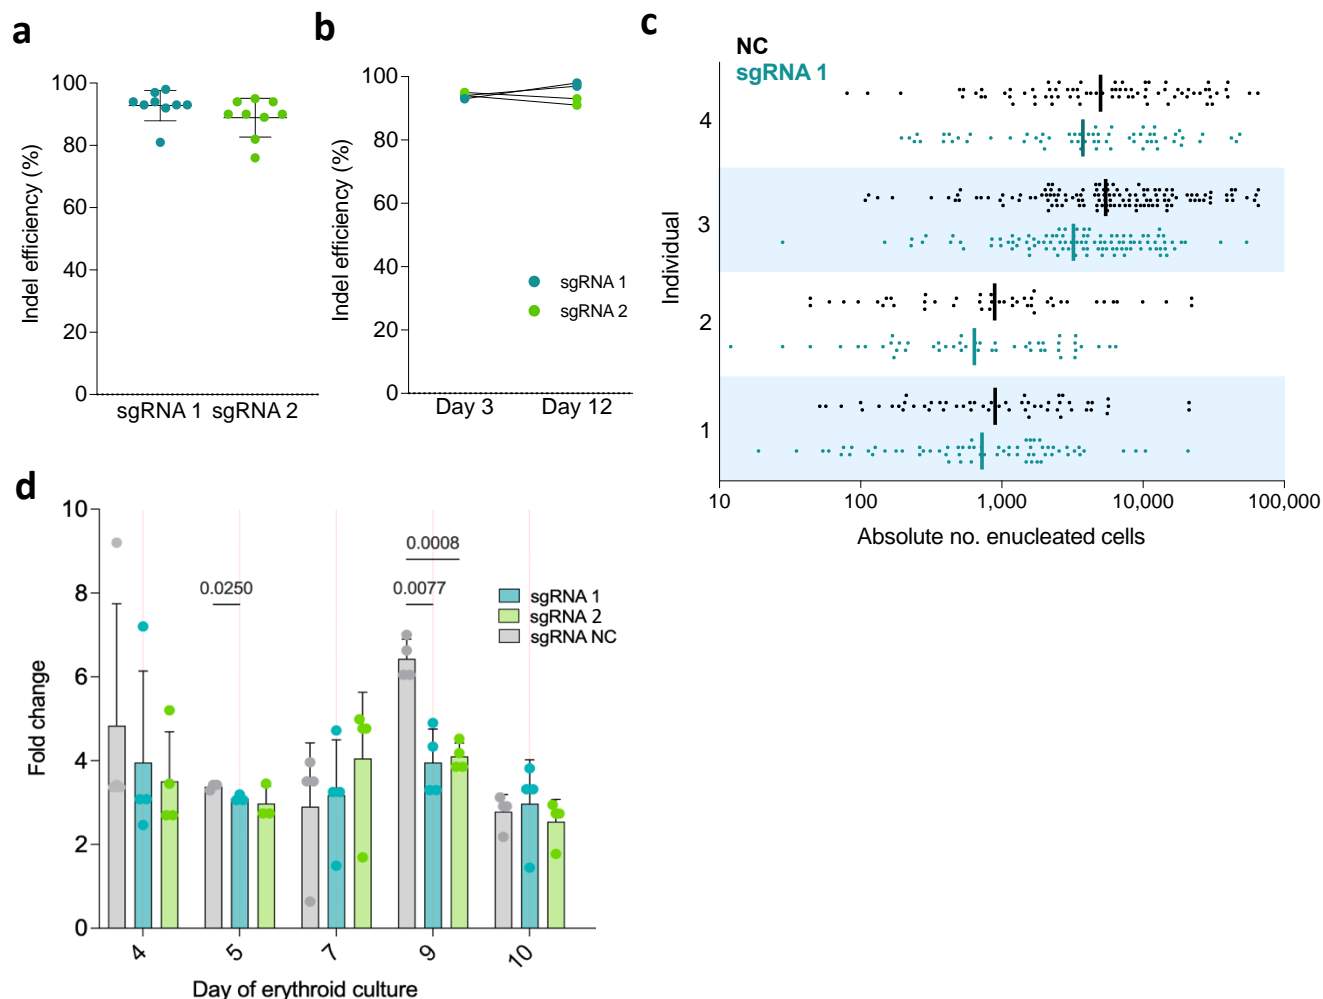 a
100
80
60
40
20
0
Indel efficiency (%)
sgRNA 1 sgRNA 2
b
100
80
60
40
20
0
Indel efficiency (%)
sgRNA 1
sgRNA 2
Day 3 Day 12
c
NC
sgRNA 1
Individual
4
3
2
1
10 100 1,000 10,000 100,000
Absolute no. enucleated cells
d
10
8
6
4
2
0
Fold change
0.0250
0.0008
0.0077
sgRNA 1
sgRNA 2
sgRNA NC
4 5 7 9 10
Day of erythroid culture